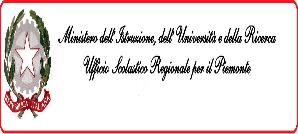 Ministero dell'Istruzione, dell'Università e della Ricerca
Ufficio Scolastico Regionale per il Piemonte